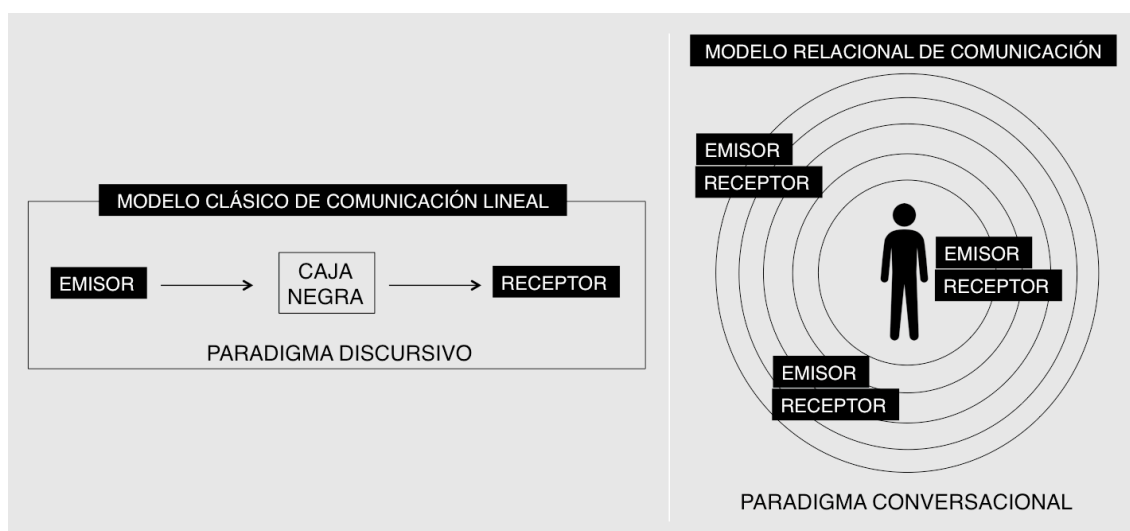 MODELO CLÁSICO DE COMUNICACIÓN LINEAL
EMISOR
CAJA
NEGRA
RECEPTOR
PARADIGMA DISCURSIVO
MODELO RELACIONAL DE COMUNICACIÓN
EMISOR
RECEPTOR
EMISOR
RECEPTOR
EMISOR
RECEPTOR
PARADIGMA CONVERSACIONAL